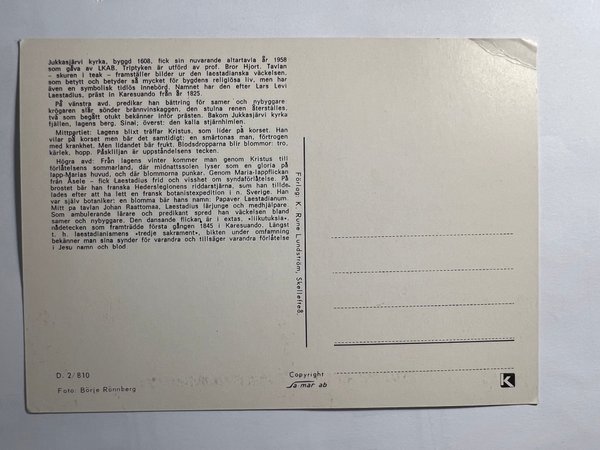 Jukkasjärvi kyrka, byggd 1608, fick sin nuvarande altartavla år 1958
som gåva av LKAB. Triptyken är utförd av prof. Bror Hjort. Tavlan
– skuren i teak – framställer bilder ur den laestadianska väckelsen,
som betytt och betyder så mycket för bygdens religiösa liv, men har
även en symbolisk tidlös innebörd. Namnet har den efter Lars Levi
Laestadius, präst in Karesuando från år 1825.
På vänstra avd. predikar han bättring för samer och nybyggare
krögaren slår sönder brännvinskaggen, den stulna renen återställes,
två som begått otukt bekänner inför prästen. Bakom Jukkasjärvi kyrka
fjällen, lagens berg, Sinai; överst: den kalla stjärnhimlen.
Mittpartiet: Lagens blixt träffar Kristus, som lider på korset. Han
vilar på korset men bär det samtidigt: en smärtornas man, förtrogen
med krankhet. Men lidandet bär frukt. Blodsdropparna blir blommor: tro,
kärlek, hopp. Påskliljan är uppståndelsens tecken.
Högra avd: Från lagens vinter kommer man genom Kristus till
förlåtelsens sommarland, där midnattssolen lyser som en gloria på
lapp-Marias huvud, och där blommorna punkar. Genom Maria-lappflickan
från Åsele – fick Laestadius frid och visshet om syndaförlåtelse. På
brostet bär han franska Hederslegionens riddarstjärna, som han tillde-
lades efter att ha lett en fransk botanistexpedition i n. Sverige. Han
var själv botaniker: en blomma bär hans namn: Papaver Laestadianum.
Mitt pa tavlan Johan Raattomaa, Laestadius lärjunge och medhjälpare.
Som ambulerande lärare och predikant spred han väckelsen bland
samer och nybyggare. Den dansande flickan är i extas, »liikutuksia»,
nådetecken som framträdde första gången 1845 i Karesuando. Längst
t. h. laestadianismens »tredje sakrament», bikten under omfamning
bekänner man sina synder för varandra och tillsäger varandra förlåtelse
i Jesu namn och blod
Förlag: K. Rune Lundström, Skellefteå.
D. 2/810
Foto: Börje Rönnberg
Copyright
Sa mär ab
K